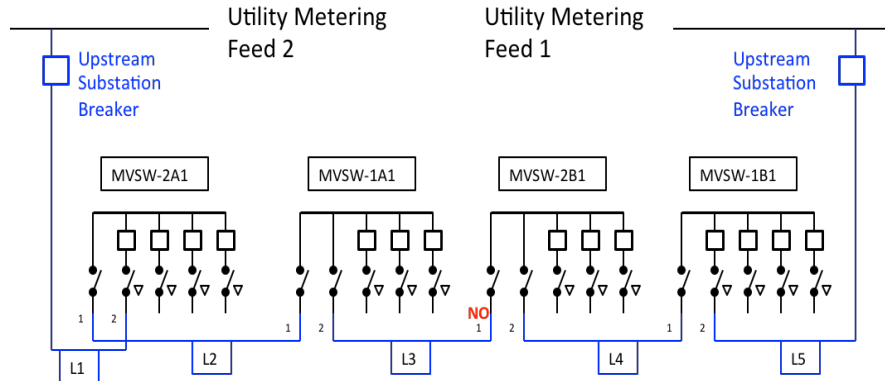 Utility Metering
Feed 2
Utility Metering
Feed 1
Upstream
Substation
Breaker
Upstream
Substation
Breaker
MVSW-2A1
MVSW-1A1
MVSW-2B1
MVSW-1B1
NO
1
2
1
2
1
2
1
2
L1
L2
L3
L4
L5